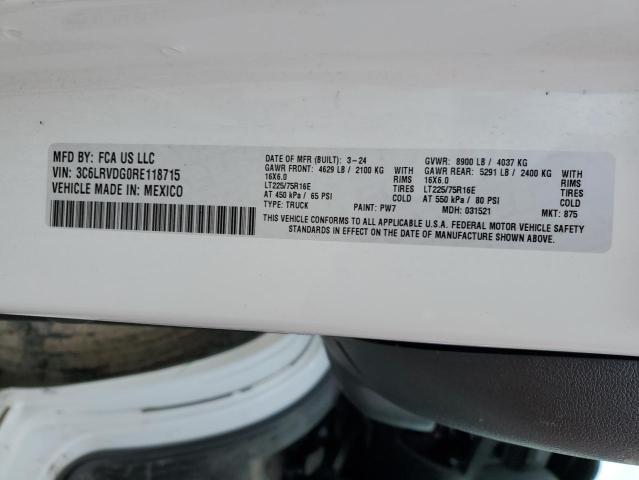 MFD BY: FCA US LLC
VIN: 3C6LRVDG0RE118715
VEHICLE MADE IN: MEXICO
DATE OF MFR (BUILT): 3-24
GAWR FRONT: 4629 LB / 2100 KG
16X6.0
LT225/75R16E TIRES
AT 450 kPa / 65 PSI COLD
TYPE: TRUCK PAINT: PW7
GVWR: 8900 LB / 4037 KG
GAWR REAR: 5291 LB / 2400 KG
16X6.0
LT225/75R16E TIRES
AT 550 kPa / 80 PSI COLD
MDH: 031521 MKT: 875
THIS VEHICLE CONFORMS TO ALL APPLICABLE U.S.A. FEDERAL MOTOR VEHICLE SAFETY
STANDARDS IN EFFECT ON THE DATE OF MANUFACTURE SHOWN ABOVE.